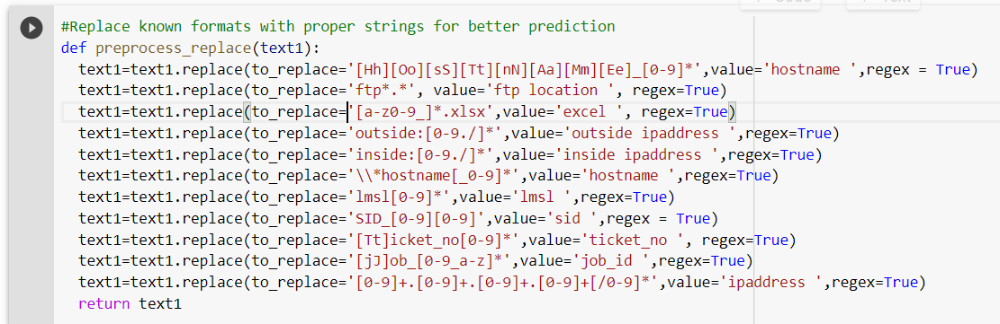 Code Text
#Replace known formats with proper strings for better prediction
def preprocess_replace(text1):
  text1=text1.replace(to_replace='[Hh][Oo][sS][Tt][nN][Aa][Mm][Ee]_[0-9]*',value='hostname ',regex = True)
  text1=text1.replace(to_replace='ftp*.*', value='ftp location ', regex=True)
  text1=text1.replace(to_replace='[a-z0-9_]*.xlsx',value='excel ', regex=True)
  text1=text1.replace(to_replace='outside:[0-9./]*',value='outside ipaddress ',regex=True)
  text1=text1.replace(to_replace='inside:[0-9./]*',value='inside ipaddress ',regex=True)
  text1=text1.replace(to_replace='\\*hostname[_0-9]*',value='hostname ',regex=True)
  text1=text1.replace(to_replace='lmsl[0-9]*',value='lmsl ',regex=True)
  text1=text1.replace(to_replace='SID_[0-9][0-9]',value='sid ',regex = True)
  text1=text1.replace(to_replace='[Tt]icket_no[0-9]*',value='ticket_no ', regex=True)
  text1=text1.replace(to_replace='[jJ]ob_[0-9_a-z]*',value='job_id ',regex=True)
  text1=text1.replace(to_replace='[0-9]+.[0-9]+.[0-9]+.[0-9]+[/0-9]*',value='ipaddress ',regex=True)
  return text1